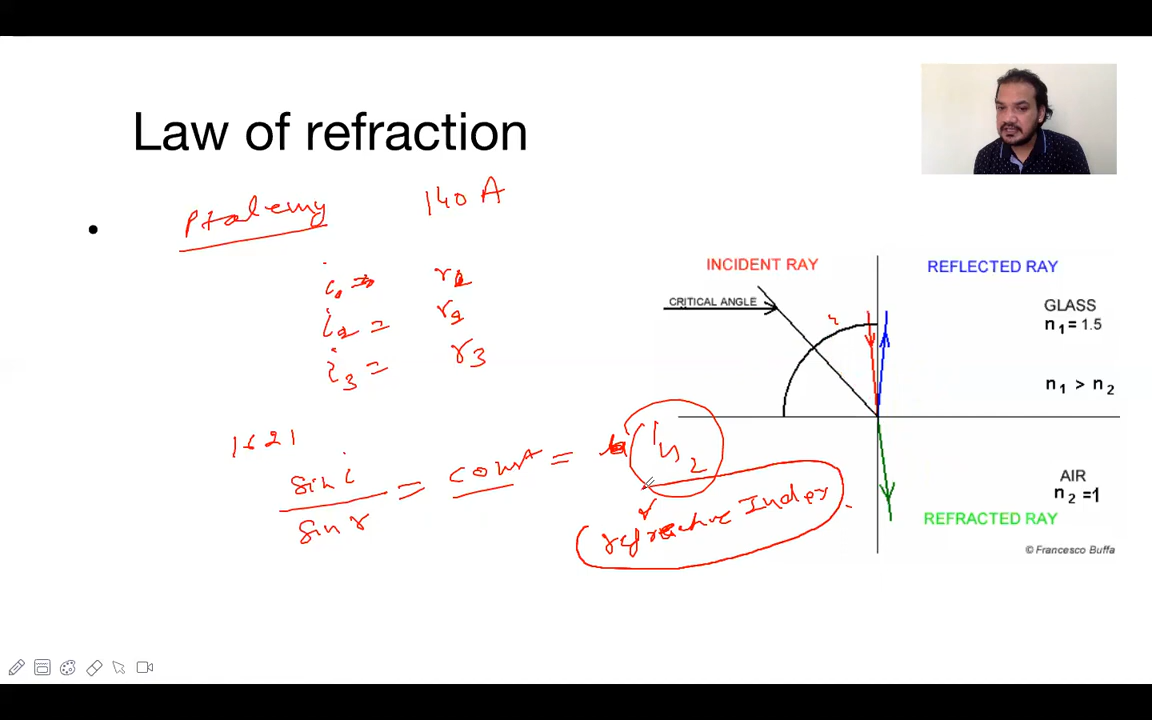 Law of refraction
Ptolemy 140 A
i₁ => r₁
i₂ = r₂
i₃ = r₃
1621
sin i / sin r = const = ¹n₂
refractive Index
INCIDENT RAY
REFLECTED RAY
CRITICAL ANGLE
GLASS
n₁ = 1.5
n₁ > n₂
AIR
n₂ =1
REFRACTED RAY
© Francesco Buffa